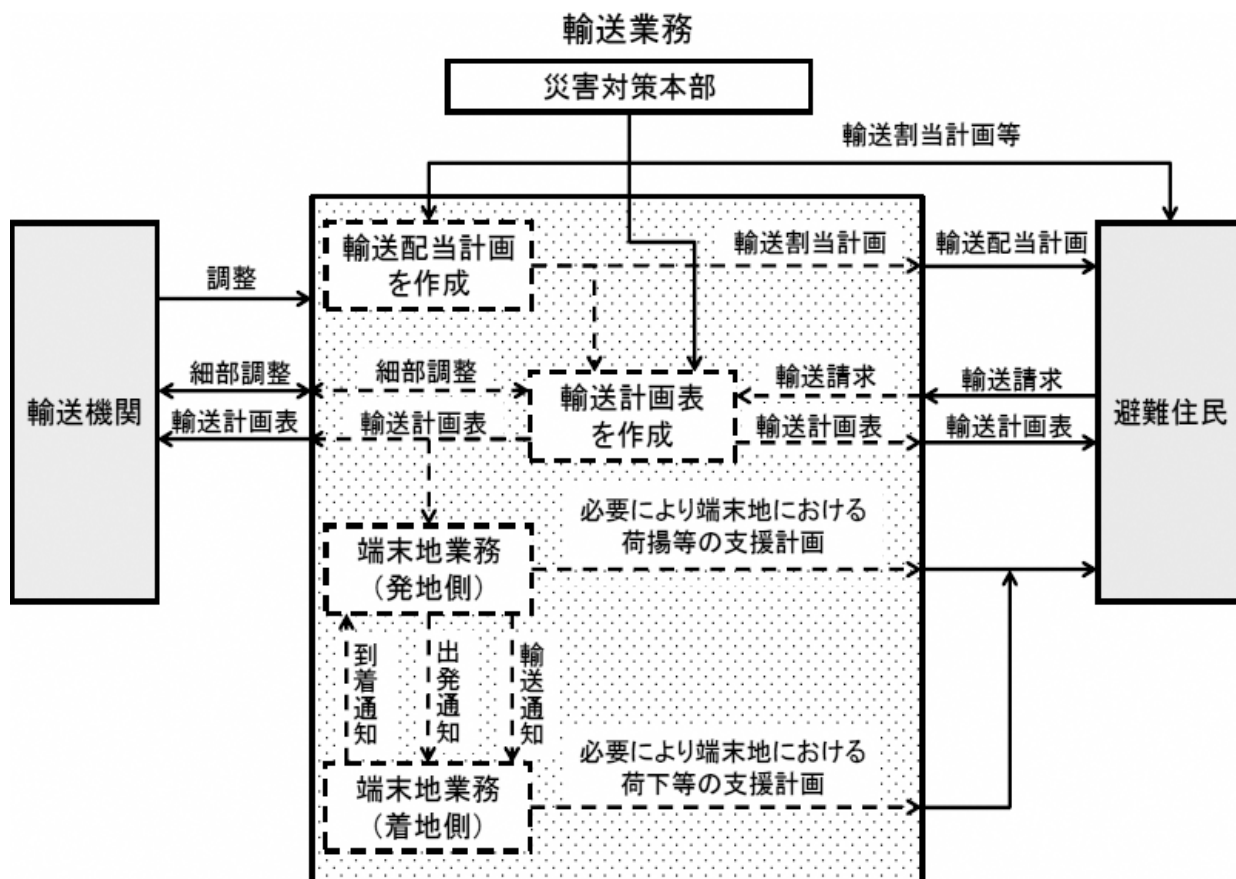 輸送業務
災害対策本部
輸送割当計画等
輸送配当計画
を作成
輸送割当計画
輸送配当計画
調整
細部調整
細部調整
輸送計画表
を作成
輸送請求
輸送請求
輸送機関
避難住民
輸送計画表
輸送計画表
輸送計画表
輸送計画表
必要により端末地における
荷揚等の支援計画
端末地業務
(発地側)
到着通知
出発通知
輸送通知
必要により端末地における
荷下等の支援計画
端末地業務
(着地側)